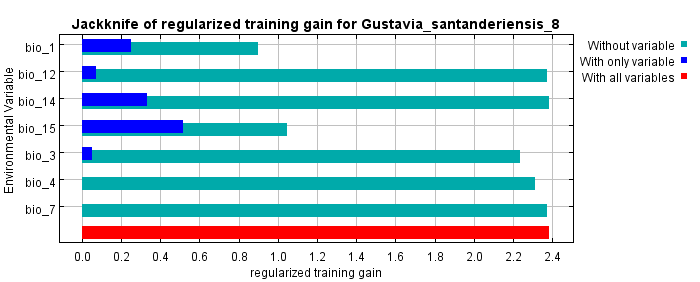 Jackknife of regularized training gain for Gustavia_santanderiensis_8
Environmental Variable
bio_1
bio_12
bio_14
bio_15
bio_3
bio_4
bio_7
0.0 0.2 0.4 0.6 0.8 1.0 1.2 1.4 1.6 1.8 2.0 2.2 2.4
regularized training gain
Without variable
With only variable
With all variables